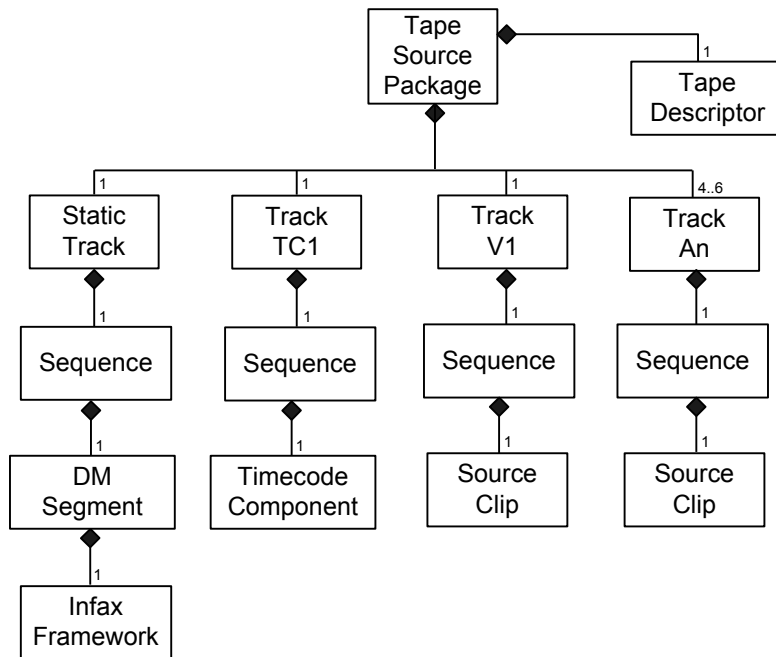 Tape
Source
Package
1
Tape
Descriptor
1
1
1
4..6
Static
Track
Track
TC1
Track
V1
Track
An
1
1
1
1
Sequence
Sequence
Sequence
Sequence
1
1
1
1
DM
Segment
Timecode
Component
Source
Clip
Source
Clip
1
Infax
Framework